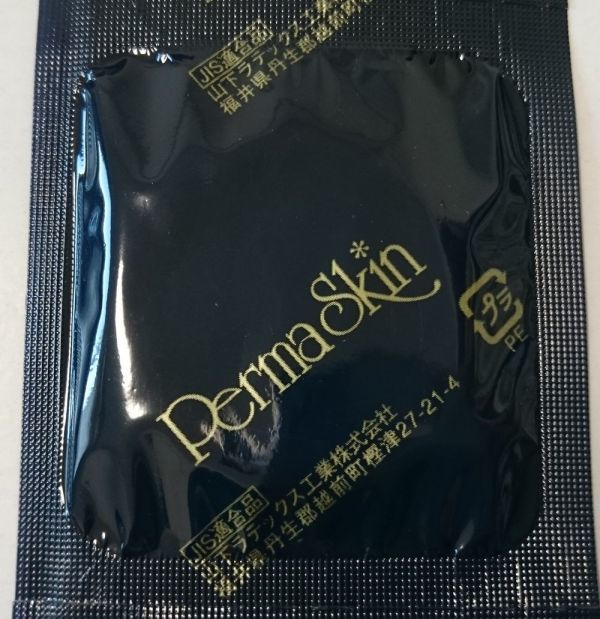 JIS適合品
山下ラテックス工業株
福井県丹生郡越前町
PermaSkin
プラ
PE
JIS適合品
山下ラテックス工業株式会社
福井県丹生郡越前町樫津27-21-4